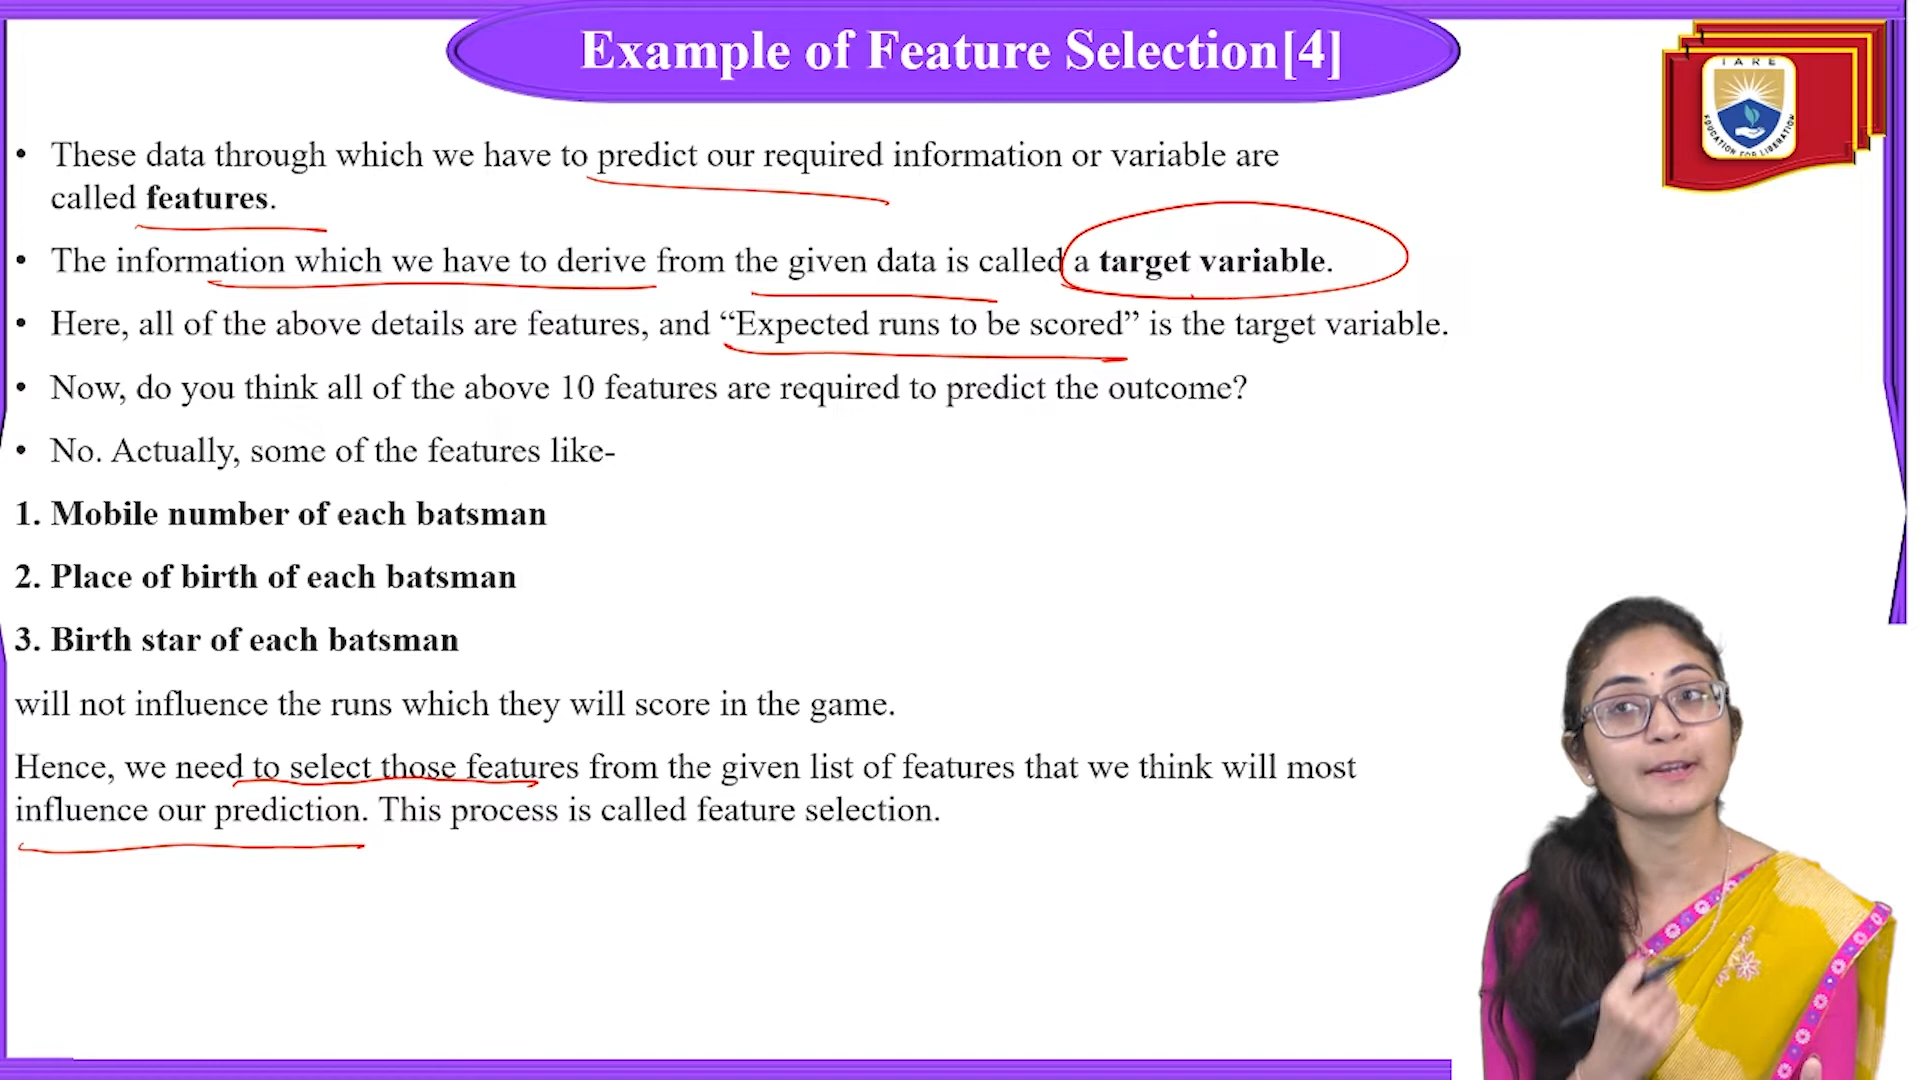 Example of Feature Selection[4]
IARE
EDUCATION FOR LIBERATION
• These data through which we have to predict our required information or variable are
called features.
• The information which we have to derive from the given data is called a target variable.
• Here, all of the above details are features, and “Expected runs to be scored” is the target variable.
• Now, do you think all of the above 10 features are required to predict the outcome?
• No. Actually, some of the features like-
1. Mobile number of each batsman
2. Place of birth of each batsman
3. Birth star of each batsman
will not influence the runs which they will score in the game.
Hence, we need to select those features from the given list of features that we think will most
influence our prediction. This process is called feature selection.